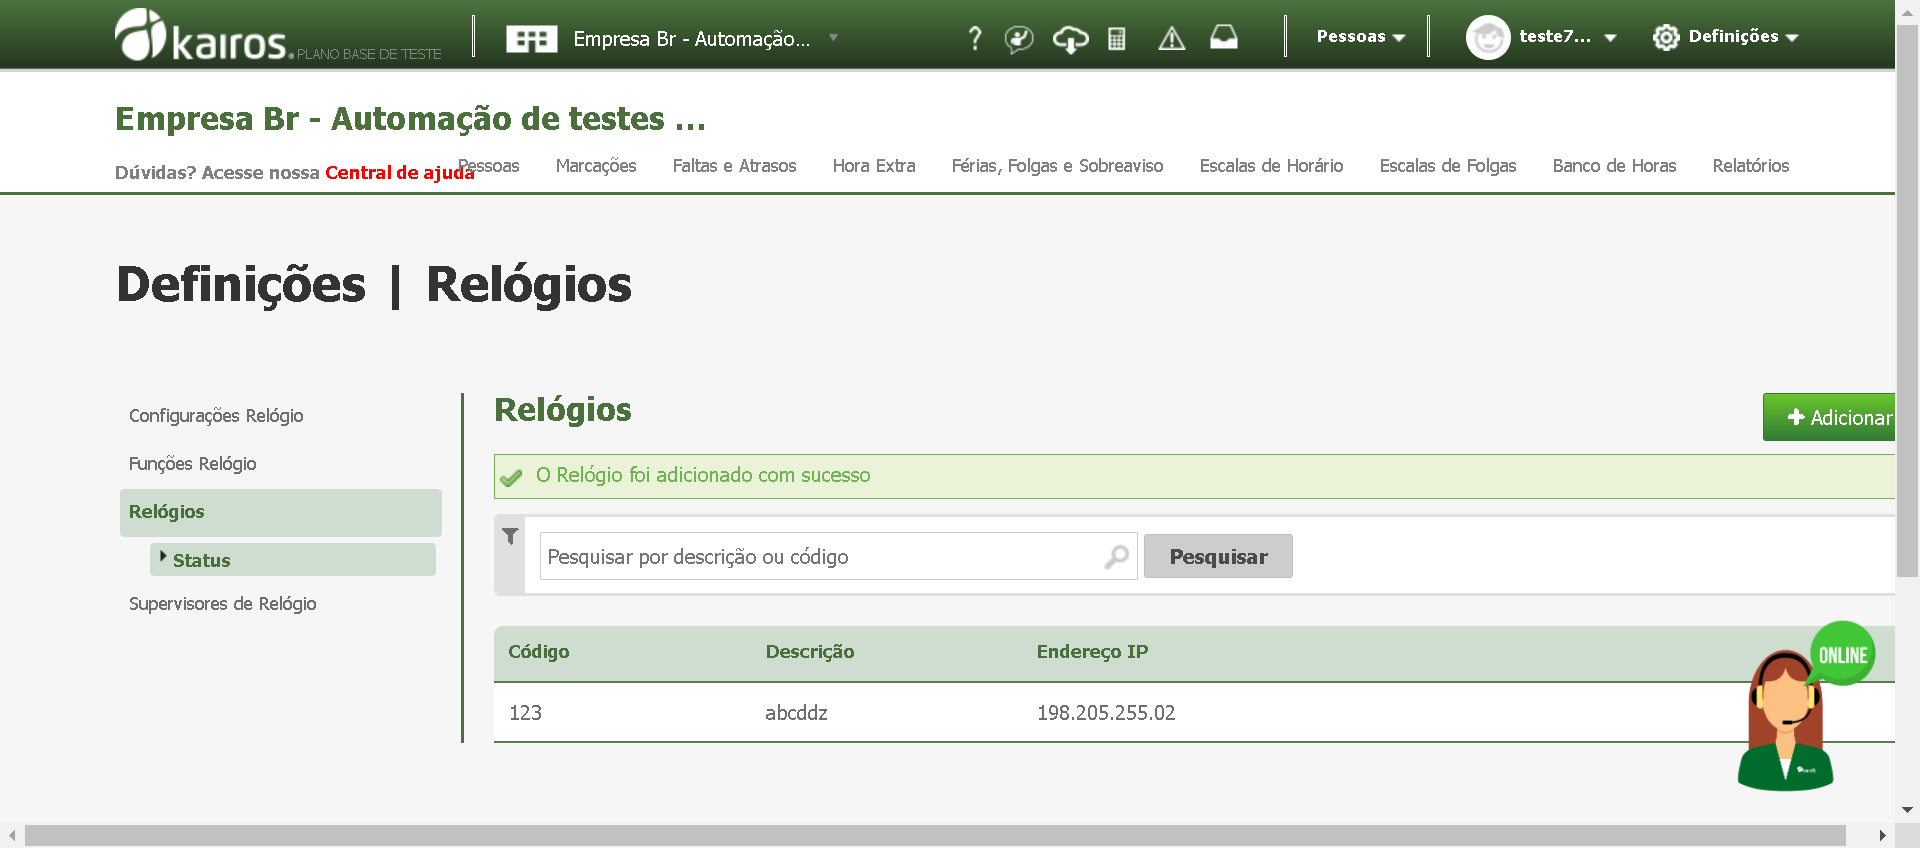 kairos. PLANO BASE DE TESTE
Empresa Br - Automação...
?
Pessoas
teste7...
Definições
Empresa Br - Automação de testes ...
Dúvidas? Acesse nossa Central de ajuda
Pessoas Marcações Faltas e Atrasos Hora Extra Férias, Folgas e Sobreaviso Escalas de Horário Escalas de Folgas Banco de Horas Relatórios
Definições | Relógios
Configurações Relógio
Funções Relógio
Relógios
Status
Supervisores de Relógio
Relógios
Adicionar
O Relógio foi adicionado com sucesso
Pesquisar por descrição ou código
Pesquisar
Código Descrição Endereço IP
123 abcddz 198.205.255.02
ONLINE